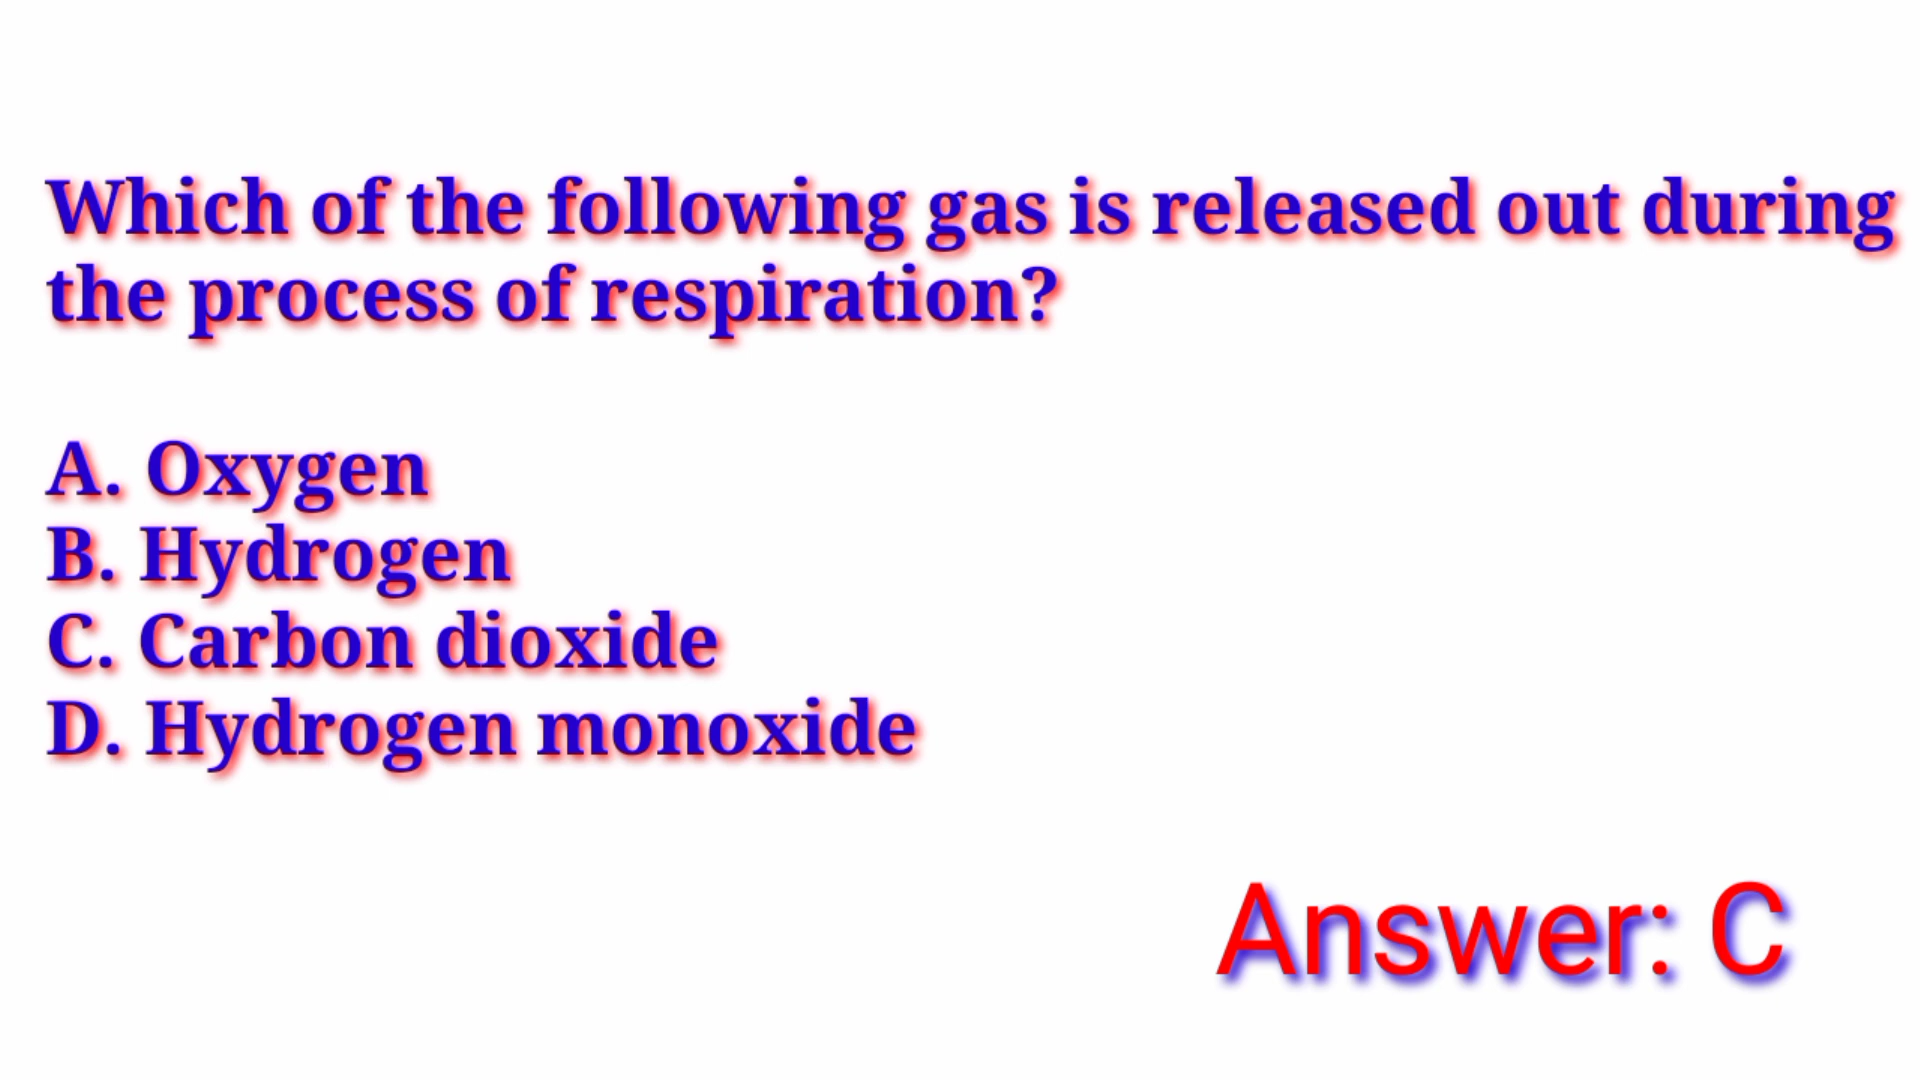 Which of the following gas is released out during
the process of respiration?
A. Oxygen
B. Hydrogen
C. Carbon dioxide
D. Hydrogen monoxide
Answer: C